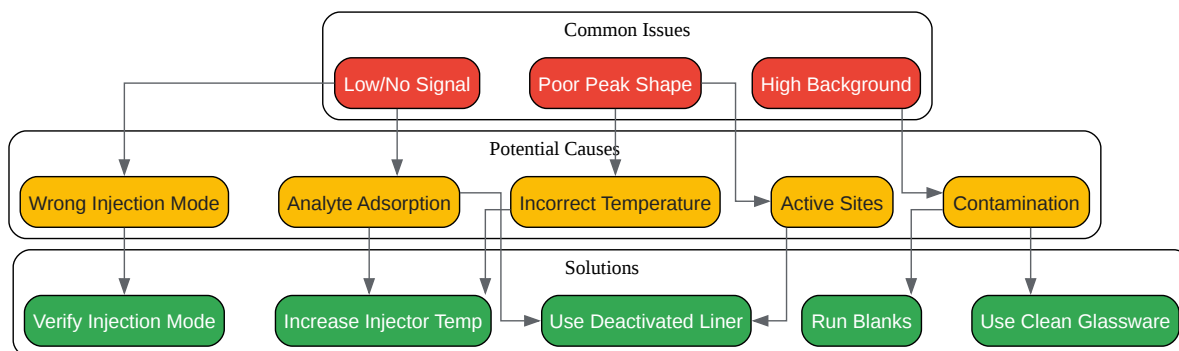 Common Issues
Low/No Signal
Poor Peak Shape
High Background
Potential Causes
Wrong Injection Mode
Analyte Adsorption
Incorrect Temperature
Active Sites
Contamination
Solutions
Verify Injection Mode
Increase Injector Temp
Use Deactivated Liner
Run Blanks
Use Clean Glassware